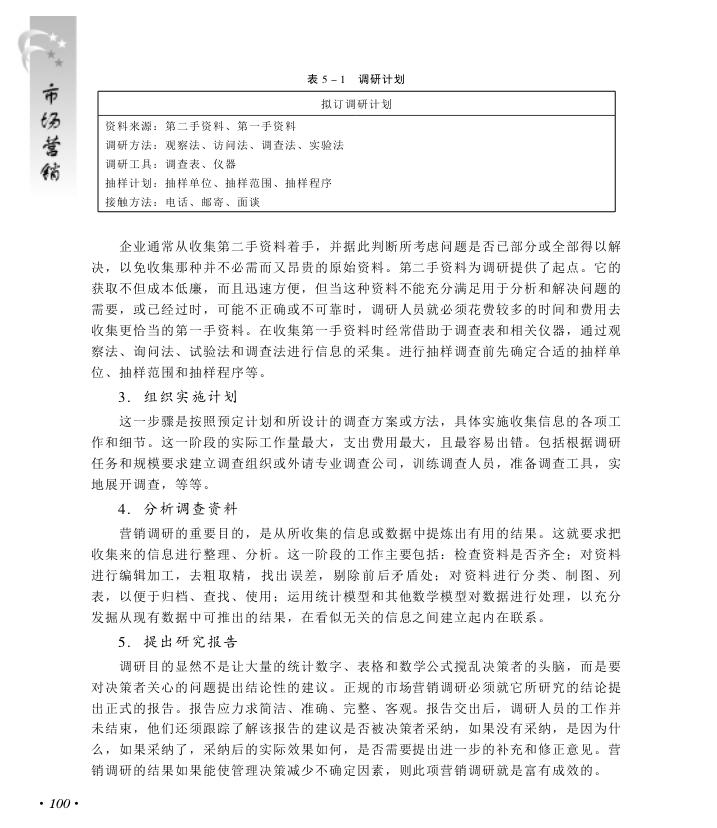 市场营销
表 5－1　调研计划
拟订调研计划
资料来源：第二手资料、第一手资料
调研方法：观察法、访问法、调查法、实验法
调研工具：调查表、仪器
抽样计划：抽样单位、抽样范围、抽样程序
接触方法：电话、邮寄、面谈
企业通常从收集第二手资料着手，并据此判断所考虑问题是否已部分或全部得以解
决，以免收集那种并不必需而又昂贵的原始资料。第二手资料为调研提供了起点。它的
获取不但成本低廉，而且迅速方便，但当这种资料不能充分满足用于分析和解决问题的
需要，或已经过时，可能不正确或不可靠时，调研人员就必须花费较多的时间和费用去
收集更恰当的第一手资料。在收集第一手资料时经常借助于调查表和相关仪器，通过观
察法、询问法、试验法和调查法进行信息的采集。进行抽样调查前先确定合适的抽样单
位、抽样范围和抽样程序等。
3．组织实施计划
这一步骤是按照预定计划和所设计的调查方案或方法，具体实施收集信息的各项工
作和细节。这一阶段的实际工作量最大，支出费用最大，且最容易出错。包括根据调研
任务和规模要求建立调查组织或外请专业调查公司，训练调查人员，准备调查工具，实
地展开调查，等等。
4．分析调查资料
营销调研的重要目的，是从所收集的信息或数据中提炼出有用的结果。这就要求把
收集来的信息进行整理、分析。这一阶段的工作主要包括：检查资料是否齐全；对资料
进行编辑加工，去粗取精，找出误差，剔除前后矛盾处；对资料进行分类、制图、列
表，以便于归档、查找、使用；运用统计模型和其他数学模型对数据进行处理，以充分
发掘从现有数据中可推出的结果，在看似无关的信息之间建立起内在联系。
5．提出研究报告
调研目的显然不是让大量的统计数字、表格和数学公式搅乱决策者的头脑，而是要
对决策者关心的问题提出结论性的建议。正规的市场营销调研必须就它所研究的结论提
出正式的报告。报告应力求简洁、准确、完整、客观。报告交出后，调研人员的工作并
未结束，他们还须跟踪了解该报告的建议是否被决策者采纳，如果没有采纳，是因为什
么，如果采纳了，采纳后的实际效果如何，是否需要提出进一步的补充和修正意见。营
销调研的结果如果能使管理决策减少不确定因素，则此项营销调研就是富有成效的。
·100·